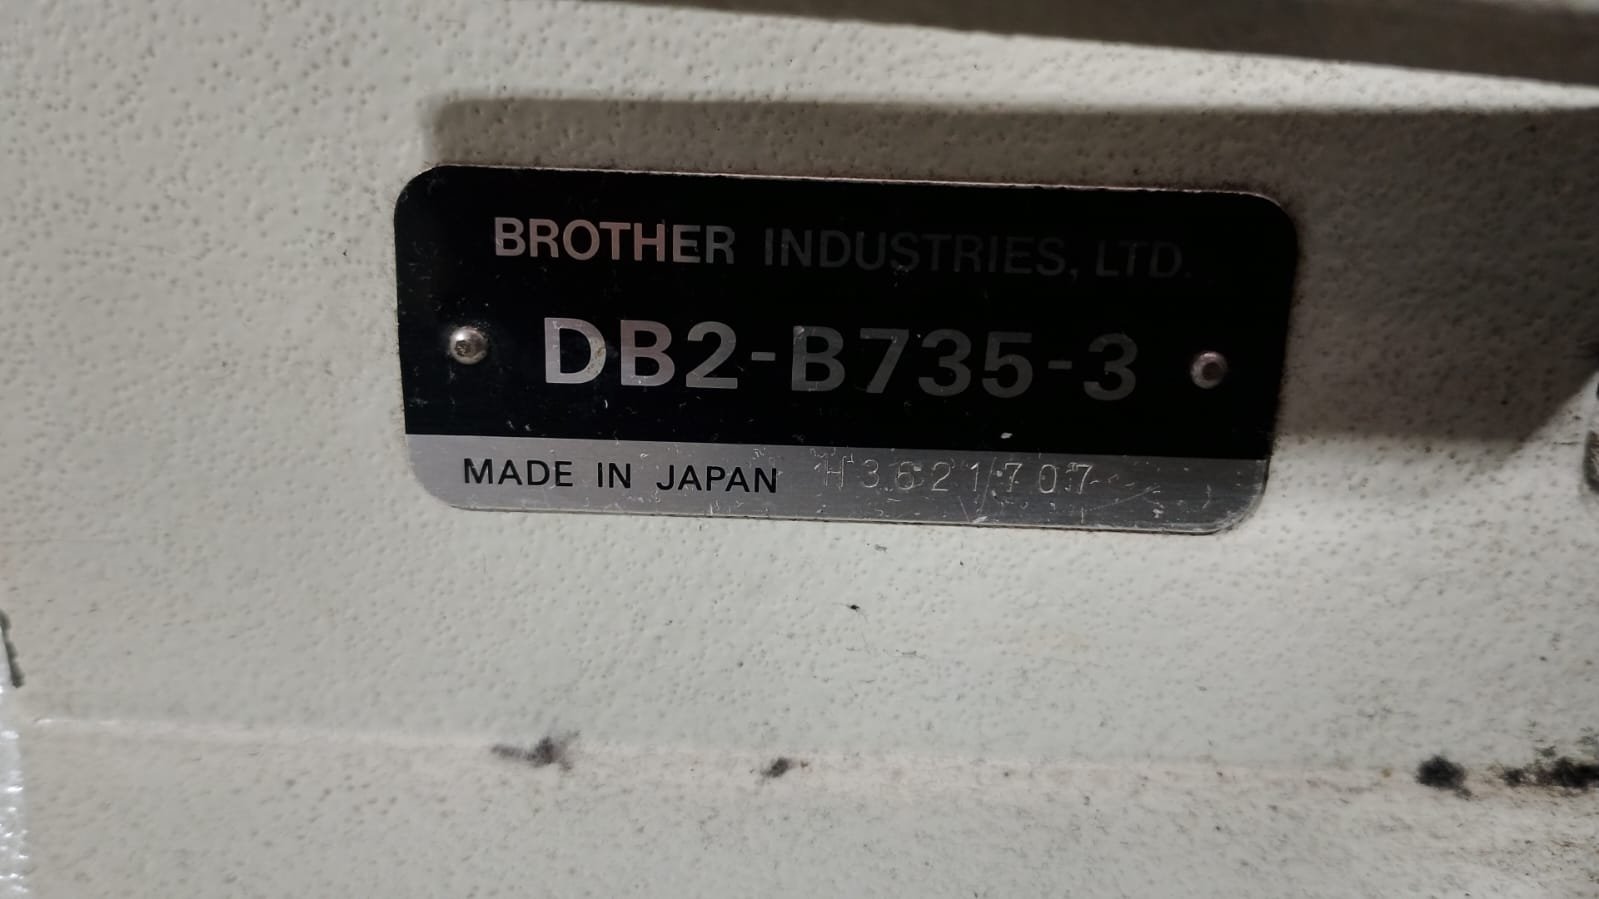 BROTHER INDUSTRIES, LTD.
DB2-B735-3
MADE IN JAPAN H3621707